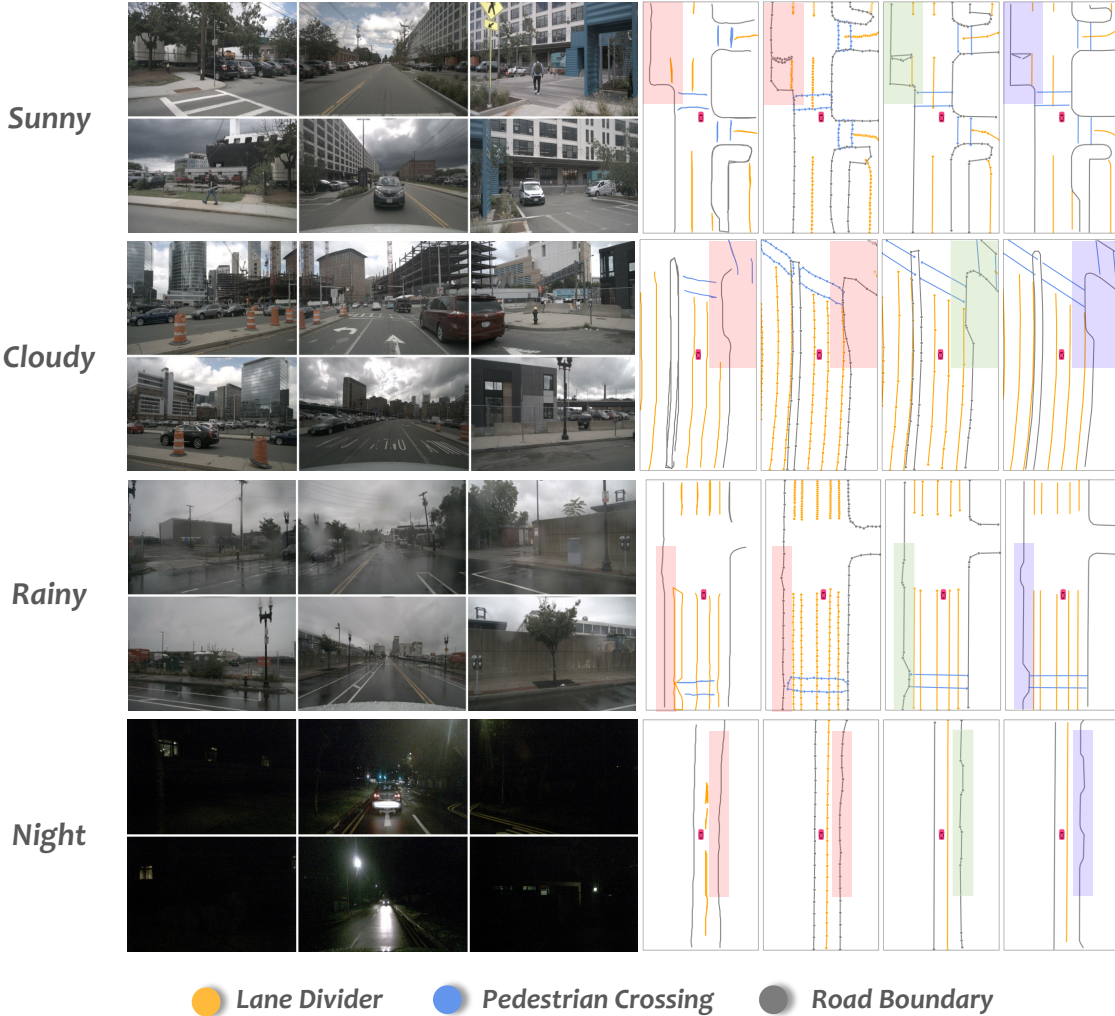 Sunny
Cloudy
Rainy
Night
Lane Divider
Pedestrian Crossing
Road Boundary